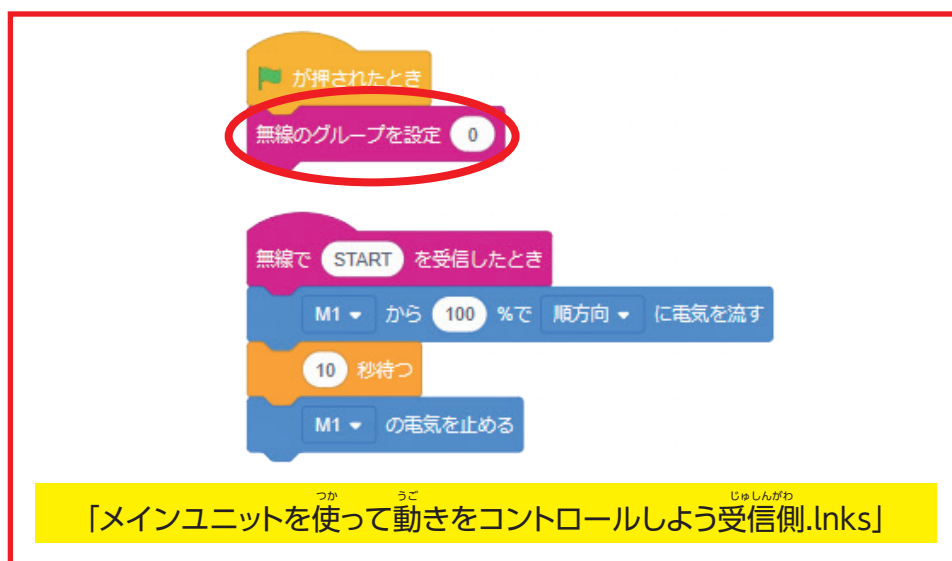 が押されたとき
無線のグループを設定 0
無線で START を受信したとき
M1 から 100 %で 順方向 に電気を流す
10 秒待つ
M1 の電気を止める
つか うご じゅしんがわ
「メインユニットを使って動きをコントロールしよう受信側.lnks」